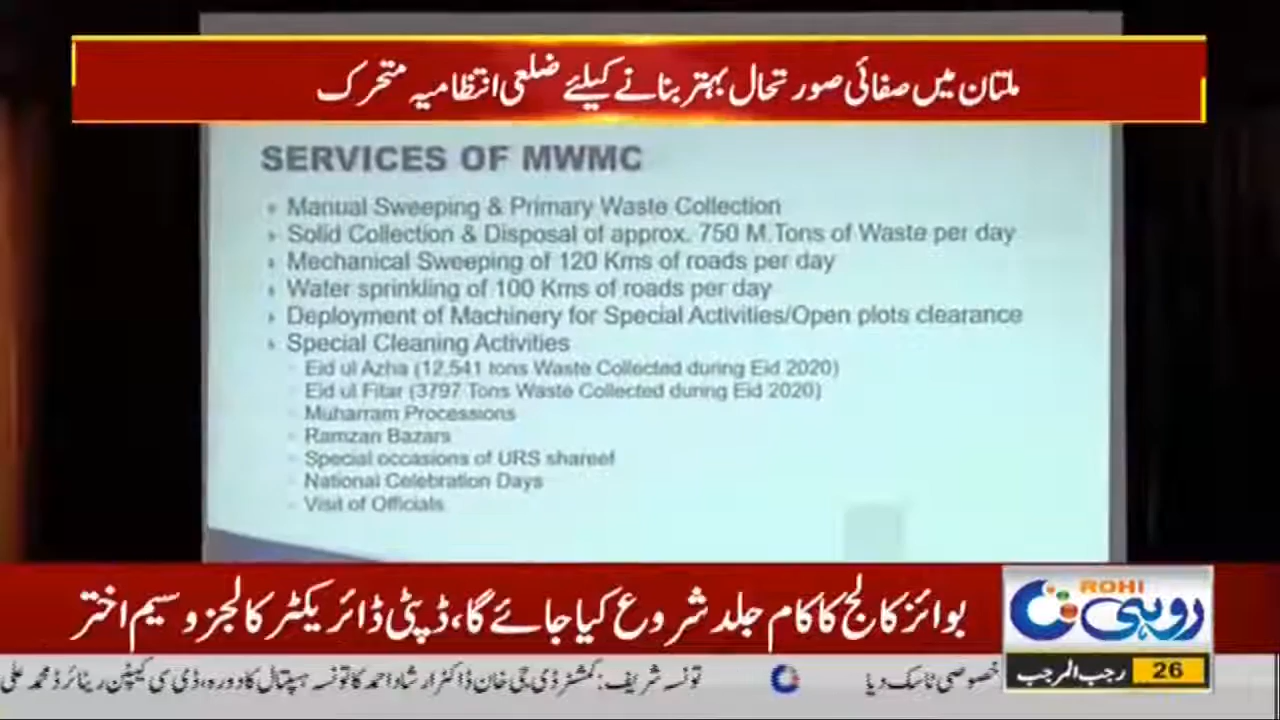 ملتان میں صفائی صورتحال بہتر بنانے کیلئے ضلعی انتظامیہ متحرک
SERVICES OF MWMC
Manual Sweeping & Primary Waste Collection
Solid Collection & Disposal of approx. 750 M.Tons of Waste per day
Mechanical Sweeping of 120 Kms of roads per day
Water sprinkling of 100 Kms of roads per day
Deployment of Machinery for Special Activities/Open plots clearance
Special Cleaning Activities
Eid ul Azha (12,541 tons Waste Collected during Eid 2020)
Eid ul Fitar (3797 Tons Waste Collected during Eid 2020)
Muharram Processions
Ramzan Bazars
Special occasions of URS shareef
National Celebration Days
Visit of Officials
بوائز کالج کا کام جلد شروع کیا جائے گا، ڈپٹی ڈائریکٹر کالجز وسیم اختر
ROHI
روہی
26 رجب المرجب
خصوصی ٹاسک دیا
تونسہ شریف: کمشنر ڈی جی خان ڈاکٹر ارشاد احمد کا تونسہ ہسپتال کا دورہ، ڈی سی کیپٹن ریٹائرڈ محمد علی